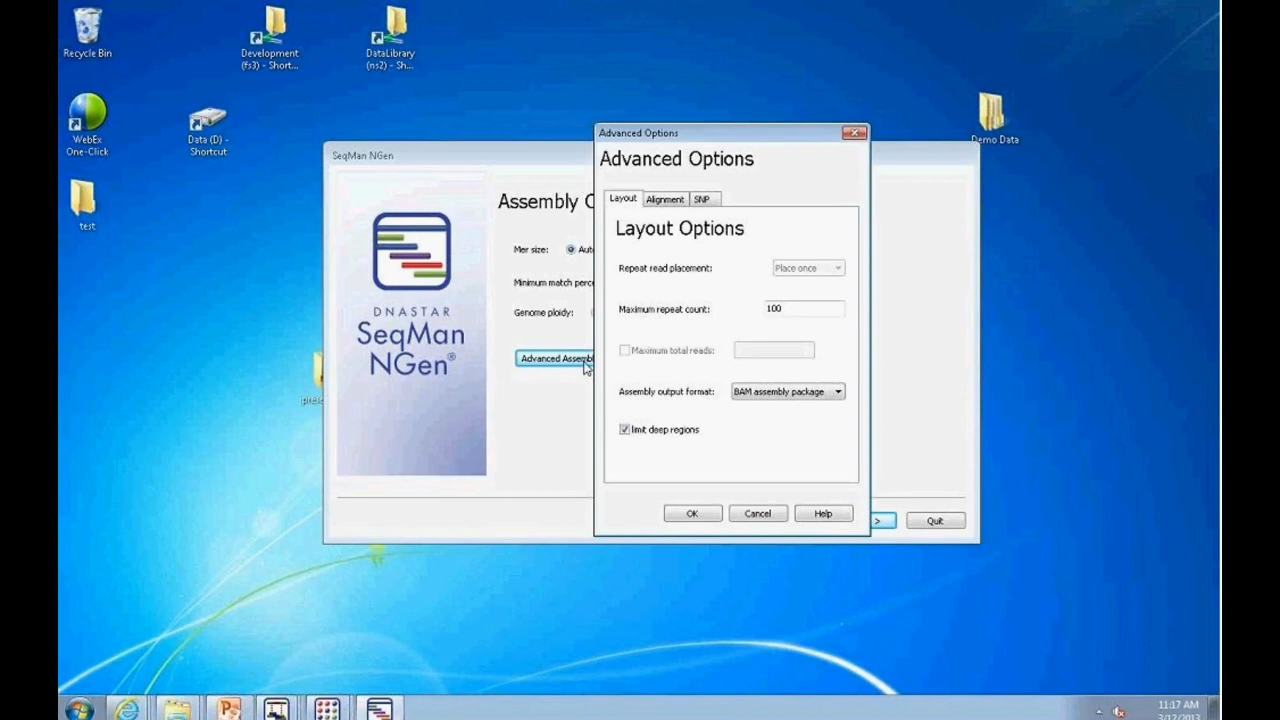 Recycle Bin
Development
(fs3) - Short...
DataLibrary
(ns2) - Sh...
WebEx
One-Click
Data (D) -
Shortcut
Demo Data
test
SeqMan NGen
Assembly
Mer size:
Minimum match
Genome ploidy:
Advanced
DNASTAR
SeqMan
NGen®
Advanced Options
Advanced Options
Layout
Alignment
SNP
Layout Options
Repeat read placement:
Place once
Maximum repeat count:
100
Maximum total reads:
Assembly output format:
BAM assembly package
limit deep regions
OK
Cancel
Help
>
Quit
11:17 AM
3/12/2013